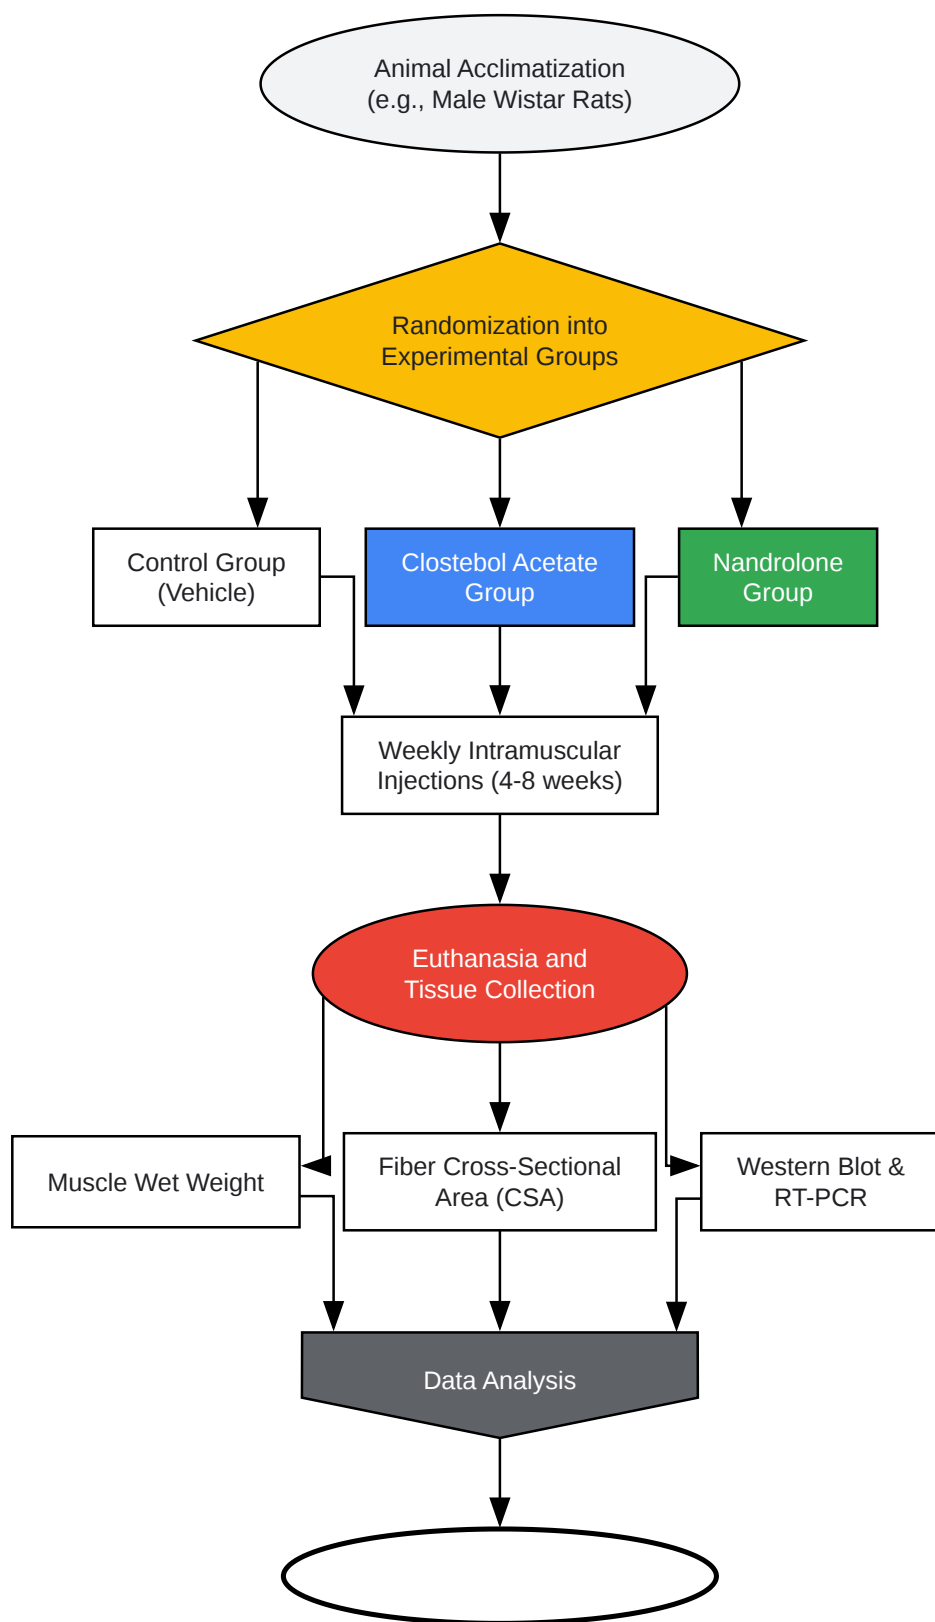 Animal Acclimatization
(e.g., Male Wistar Rats)
Randomization into
Experimental Groups
Control Group
(Vehicle)
Clostebol Acetate
Group
Nandrolone
Group
Weekly Intramuscular
Injections (4-8 weeks)
Euthanasia and
Tissue Collection
Muscle Wet Weight
Fiber Cross-Sectional
Area (CSA)
Western Blot &
RT-PCR
Data Analysis